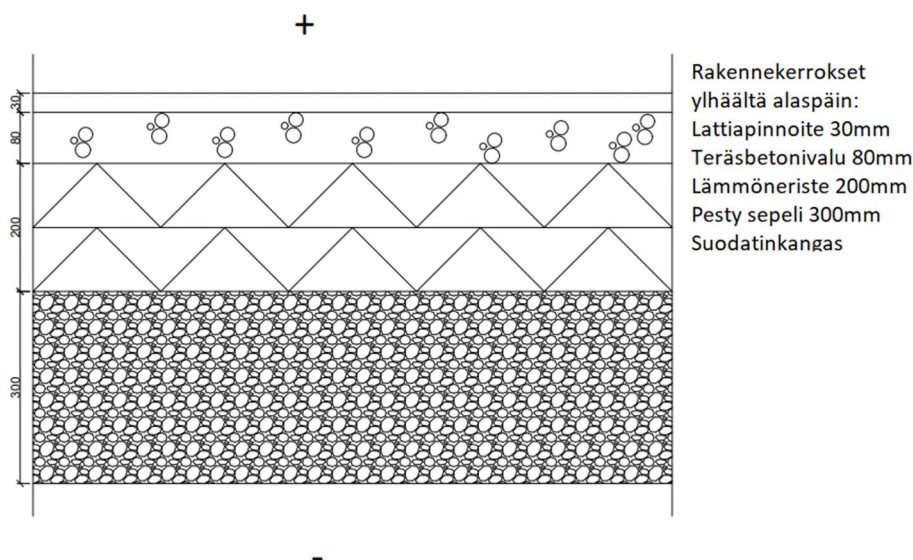 +
30
80
200
300
Rakennekerrokset
ylhäältä alaspäin:
Lattiapinnoite 30mm
Teräsbetonivalu 80mm
Lämmöneriste 200mm
Pesty sepeli 300mm
Suodatinkangas
-